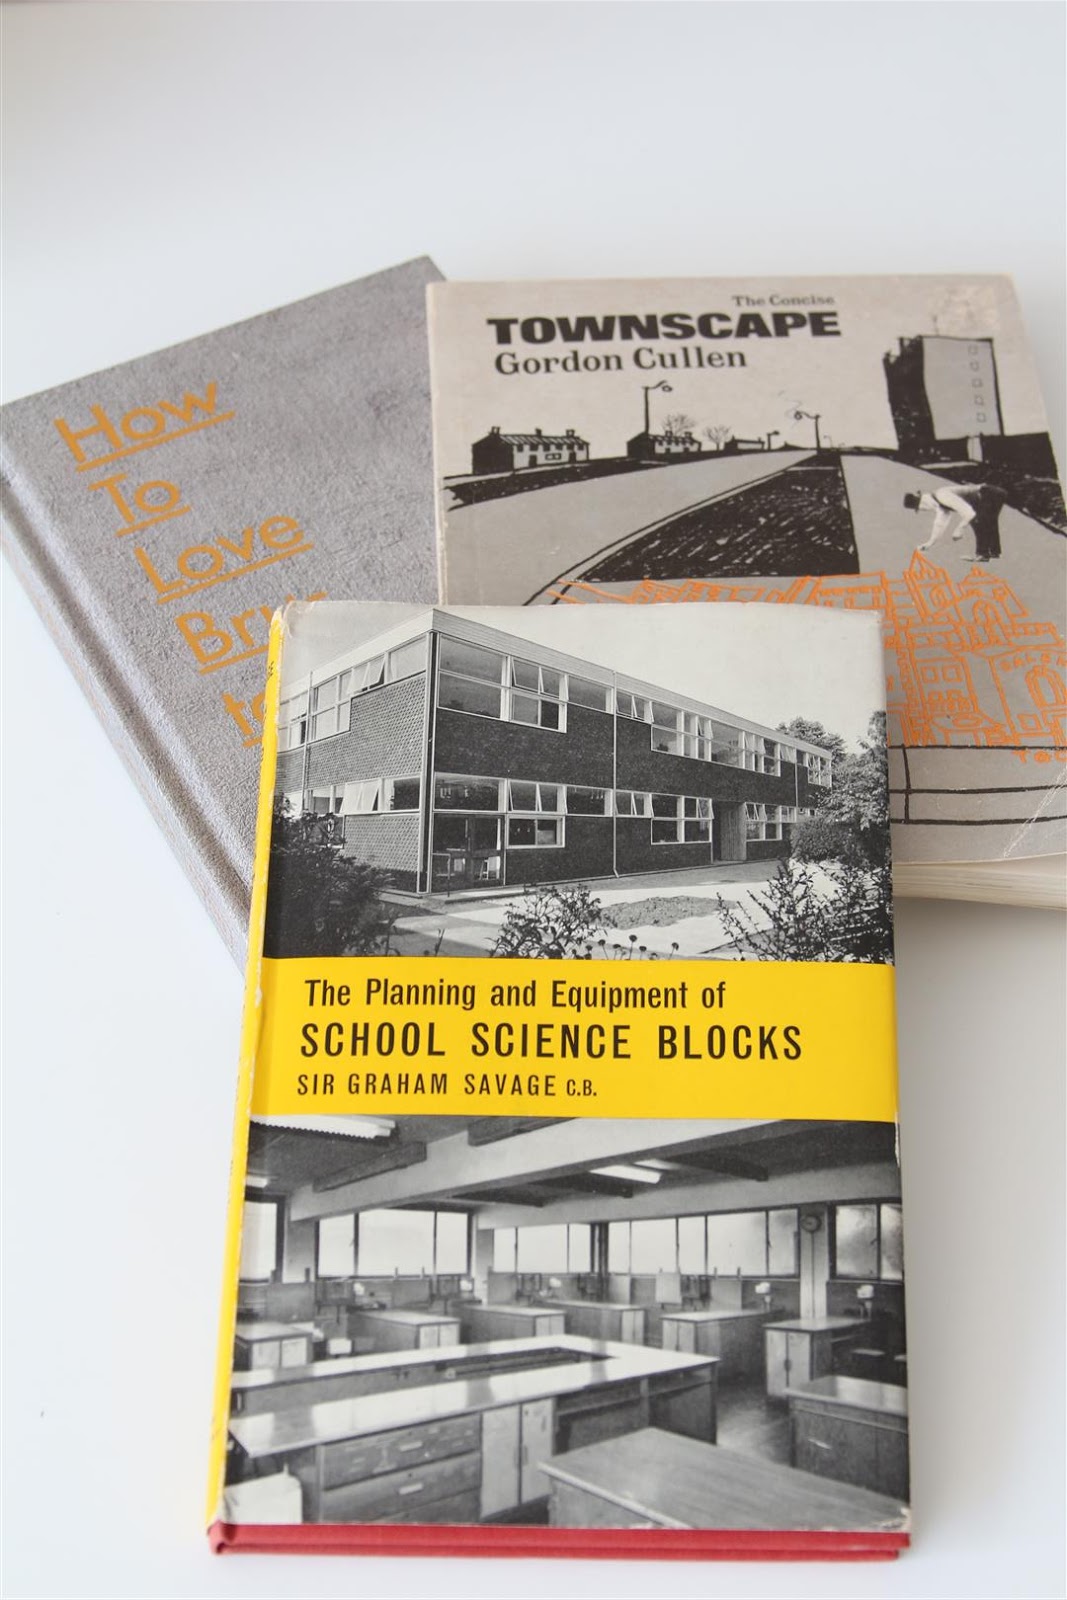 How
To
Love
The Concise
TOWNSCAPE
Gordon Cullen
The Planning and Equipment of
SCHOOL SCIENCE BLOCKS
SIR GRAHAM SAVAGE C.B.